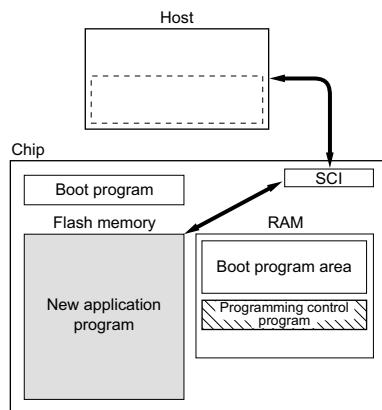 Host
Chip
SCI
Boot program
Flash memory
RAM
New application
program
Boot program area
Programming control
program